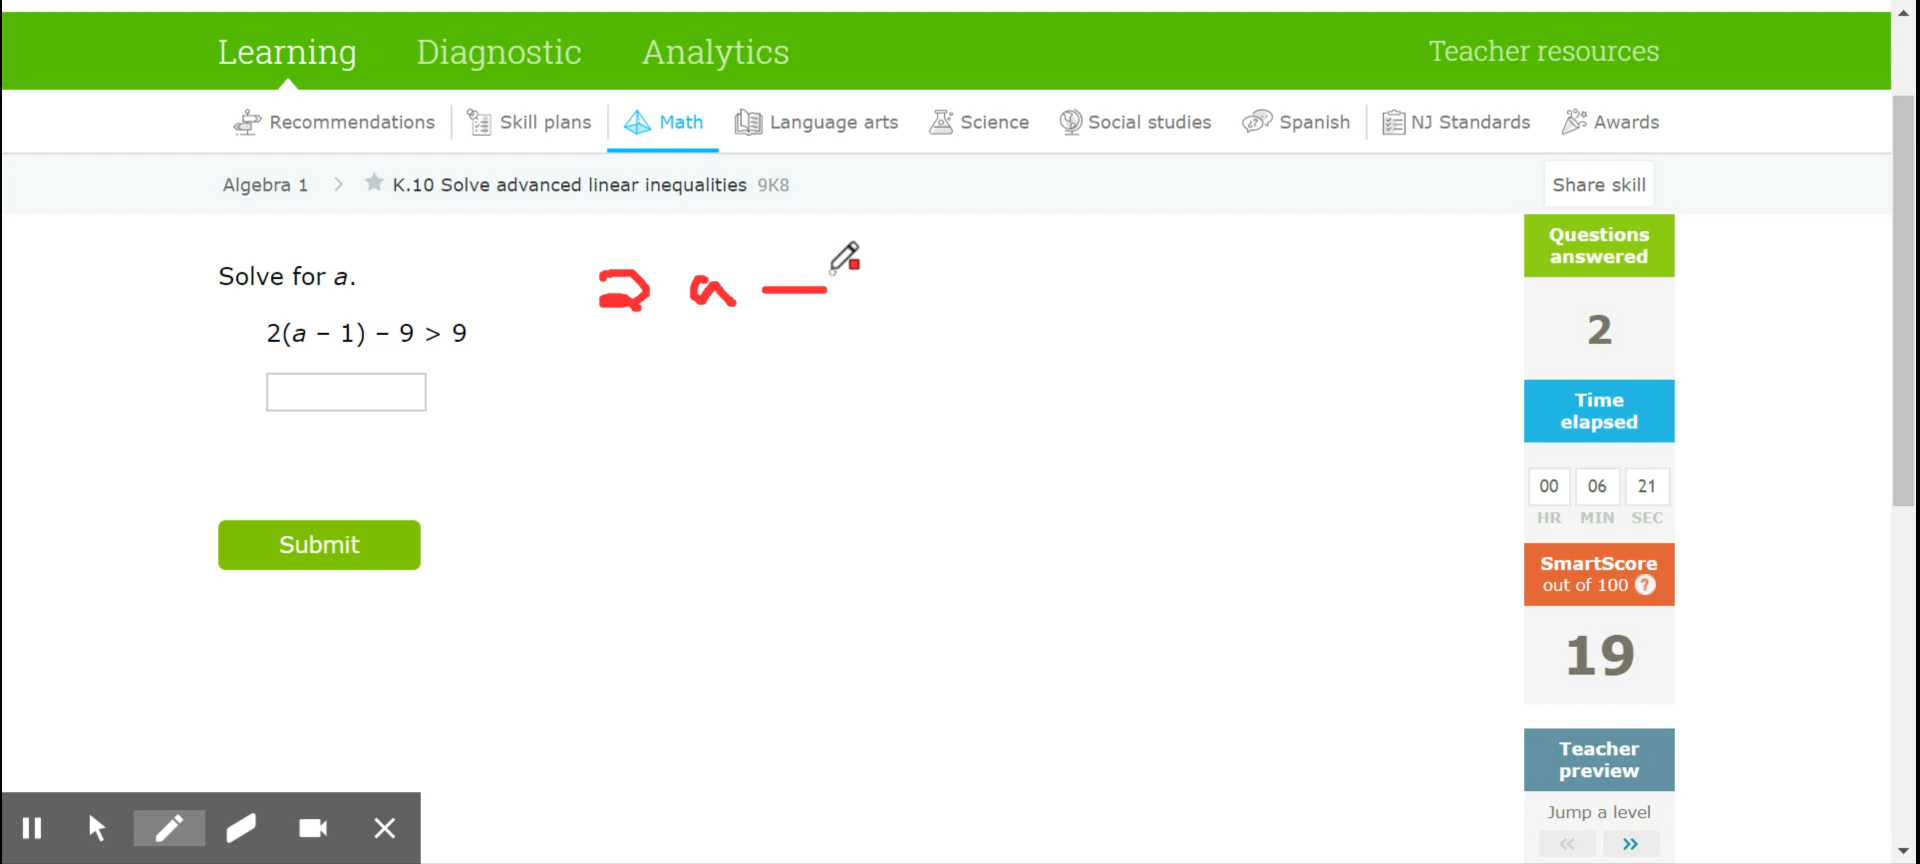 Learning Diagnostic Analytics Teacher resources
Recommendations Skill plans Math Language arts Science Social studies Spanish NJ Standards Awards
Algebra 1 > K.10 Solve advanced linear inequalities 9K8 Share skill
Questions
answered
2
Solve for a.
2 a —
2(a − 1) − 9 > 9
Submit
Time
elapsed
00 06 21
HR MIN SEC
SmartScore
out of 100 ?
19
Teacher
preview
Jump a level
<< >>